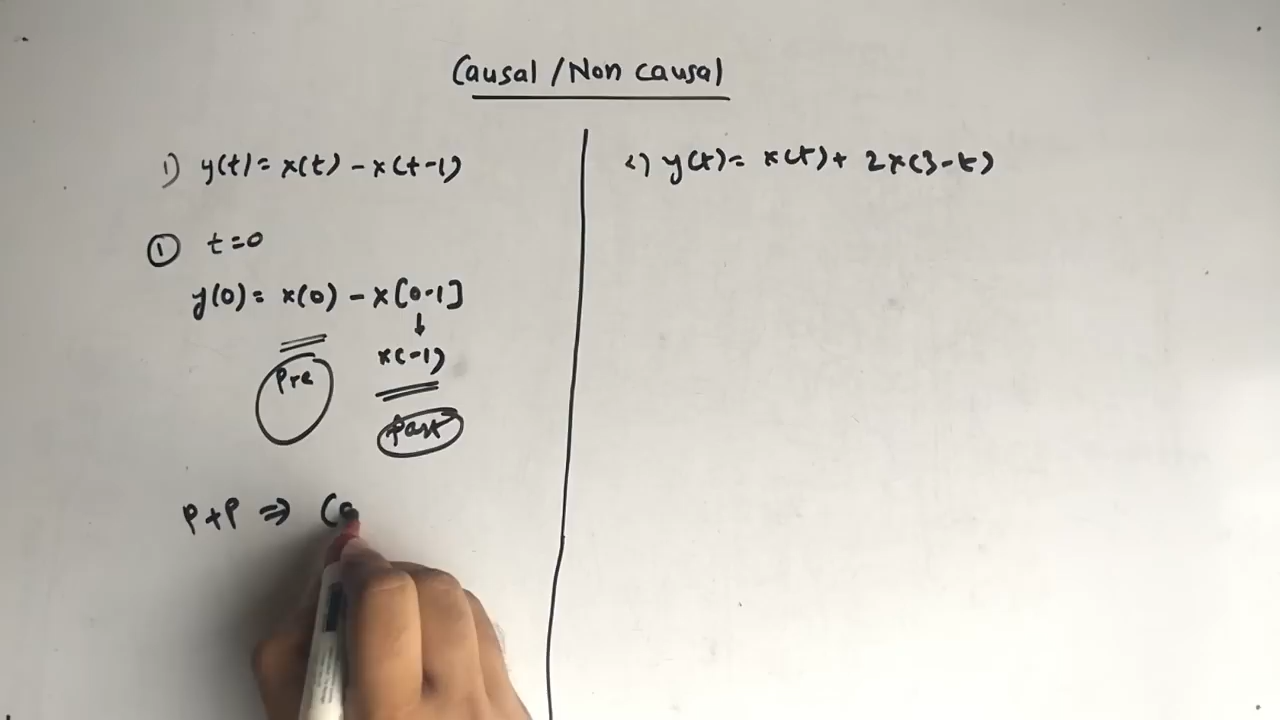 Causal / Non causal
1) y(t) = x(t) - x(t-1)
① t=0
y(0) = x(0) - x[0-1]
↓
x(-1)
Pre
Past
P+P ⇒ (a
2) y(t) = x(t) + 2x(3-t)